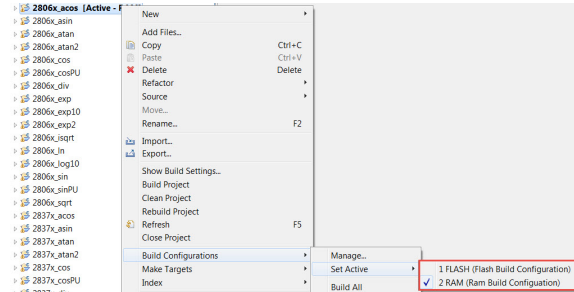 2806x_acos [Active -
2806x_asin
2806x_atan
2806x_atan2
2806x_cos
2806x_cosPU
2806x_div
2806x_exp
2806x_exp10
2806x_exp2
2806x_isqrt
2806x_ln
2806x_log10
2806x_sin
2806x_sinPU
2806x_sqrt
2837x_acos
2837x_asin
2837x_atan
2837x_atan2
2837x_cos
2837x_cosPU
New
Add Files...
Copy Ctrl+C
Paste Ctrl+V
Delete Delete
Refactor
Source
Move...
Rename... F2
Import...
Export...
Show Build Settings...
Build Project
Clean Project
Rebuild Project
Refresh F5
Close Project
Build Configurations
Make Targets
Index
Manage...
Set Active
Build All
1 FLASH (Flash Build Configuration)
2 RAM (Ram Build Configuation)